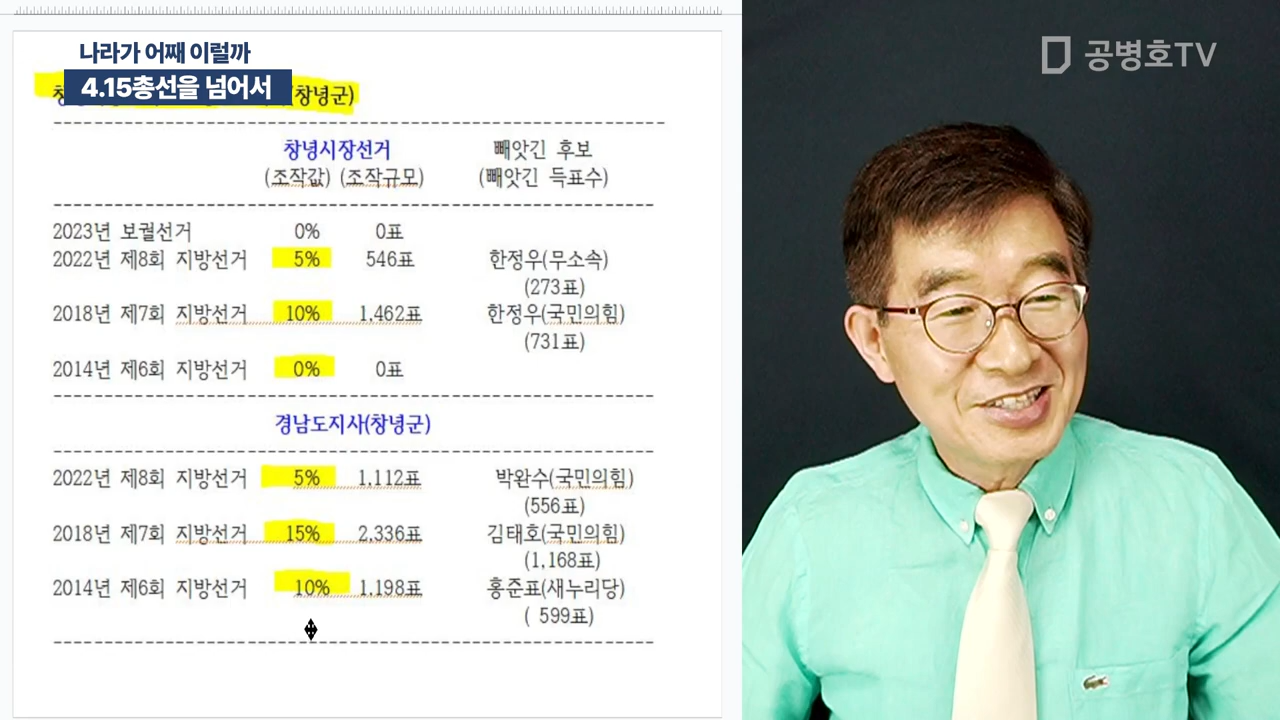 나라가 어째 이럴까
4.15총선을 넘어서
(창녕군)
공병호TV
창녕시장선거 빼앗긴 후보
(조작값) (조작규모) (빼앗긴 득표수)
2023년 보궐선거 0% 0표
2022년 제8회 지방선거 5% 546표 한정우(무소속)
(273표)
2018년 제7회 지방선거 10% 1,462표 한정우(국민의힘)
(731표)
2014년 제6회 지방선거 0% 0표
경남도지사(창녕군)
2022년 제8회 지방선거 5% 1,112표 박완수(국민의힘)
(556표)
2018년 제7회 지방선거 15% 2,336표 김태호(국민의힘)
(1,168표)
2014년 제6회 지방선거 10% 1,198표 홍준표(새누리당)
( 599표)